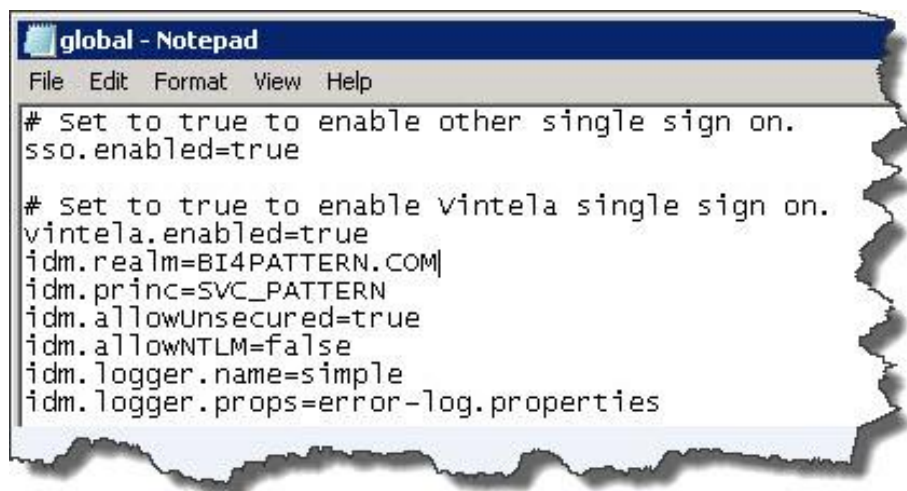 global - Notepad
File Edit Format View Help
# Set to true to enable other single sign on.
sso.enabled=true
# Set to true to enable Vintela single sign on.
vintela.enabled=true
idm.realm=BI4PATTERN.COM
idm.princ=SVC_PATTERN
idm.allowUnsecured=true
idm.allowNTLM=false
idm.logger.name=simple
idm.logger.props=error-log.properties